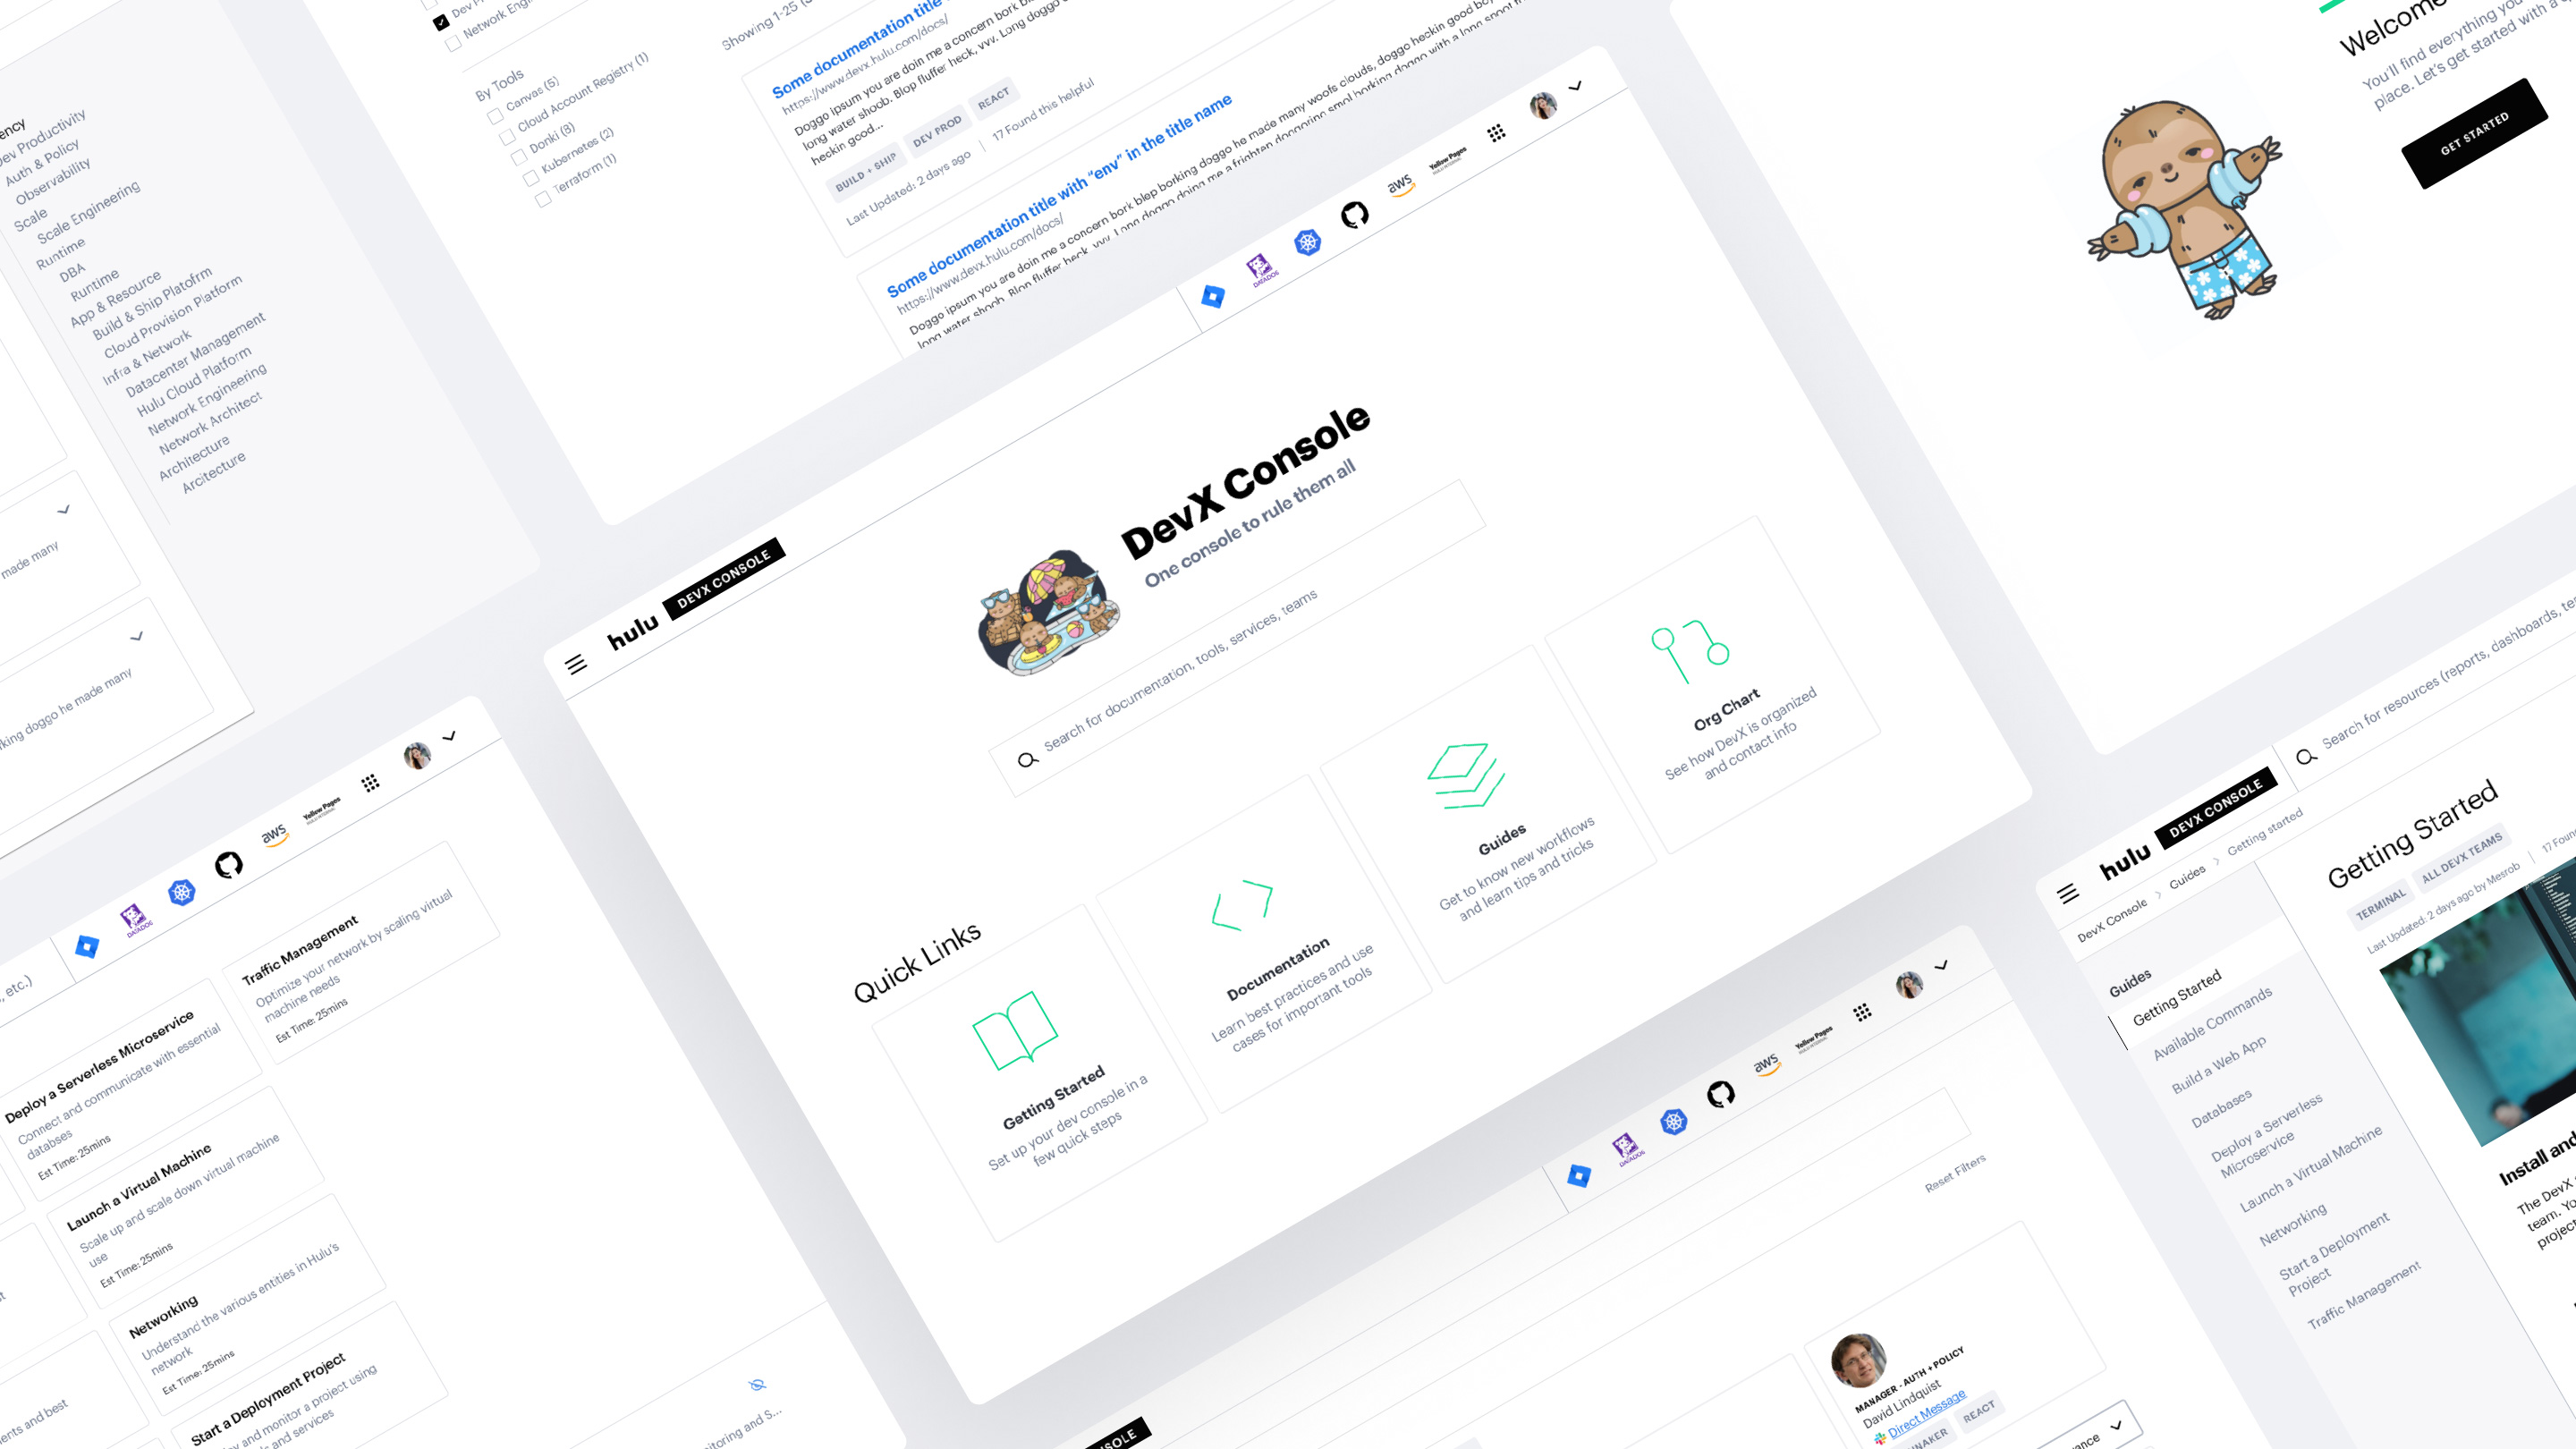 ency
Dev Productivity
Auth & Policy
Observability
Scale
Scale Engineering
Runtime
DBA
Runtime
App & Resource
Build & Ship Platofrm
Cloud Provision Platform
Infra & Network
Datacenter Management
Hulu Cloud Platform
Network Engineering
Network Architect
Architecture
Arcitecture
made many
king doggo he made many
By Tools
Canvas (5)
Cloud Account Registry (1)
Donki (8)
Kubernetes (2)
Terraform (1)
Showing 1-25
Some documentation title
https://www.devx.hulu.com/docs/
Doggo ipsum you are doin me a concern bork
long water shoob. Blop fluffer heck, vvv. Long doggo
heckin good...
BUILD + SHIP
DEV PROD
REACT
Last Updated: 2 days ago | 17 Found this helpful
Some documentation title with “env” in the title name
https://www.devx.hulu.com/docs/
Doggo ipsum you are doin me a concern bork blep borking doggo he made many woofs clouds, doggo heckin good
long water shoob. Blop fluffer heck, vvv. Long doggo doing me a frighten doggoring smol borking doggo with a long snoot
Welcome
You'll find everything you
place. Let's get started with a
GET STARTED
hulu
DEVX CONSOLE
DATADOG
aws
Yellow Pages
DevX Console
One console to rule them all
Search for documentation, tools, services, teams
Quick Links
Getting Started
Set up your dev console in a
few quick steps
Documentation
Learn best practices and use
cases for important tools
Guides
Get to know new workflows
and learn tips and tricks
Org Chart
See how DevX is organized
and contact info
, etc.)
DATADOG
aws
Yellow Pages
Traffic Management
Optimize your network by scaling virtual
machine needs
Est Time: 25mins
Deploy a Serverless Microservice
Connect and communicate with essential
databses
Est Time: 25mins
Launch a Virtual Machine
Scale up and scale down virtual machine
use
Est Time: 25mins
Networking
Understand the various entities in Hulu's
network
Est Time: 25mins
Start a Deployment Project
and monitor a project using
and services
ents and best
itoring and S...
DATADOG
aws
Yellow Pages
Reset Filters
MANAGER - AUTH + POLICY
David Lindquist
Direct Message
NAKER
REACT
ance
NSOLE
hulu
DEVX CONSOLE
Search for resources (reports, dashboards,
DevX Console > Guides > Getting started
Guides
Getting Started
Available Commands
Build a Web App
Databases
Deploy a Serverless
Microservice
Launch a Virtual Machine
Networking
Start a Deployment
Project
Traffic Management
Getting Started
TERMINAL
ALL DEVX TEAMS
Last Updated: 2 days ago by Mesrob | 17 Foun
Install and
The DevX
team. Yo
project